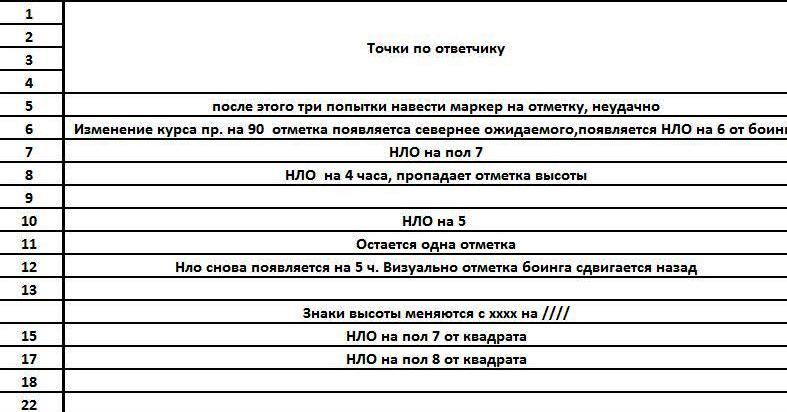 1
2
3
Точки по ответчику
4
5 после этого три попытки навести маркер на отметку, неудачно
6 Изменение курса пр. на 90 отметка появляется севернее ожидаемого,появляется НЛО на 6 от боинг
7 НЛО на пол 7
8 НЛО на 4 часа, пропадает отметка высоты
9
10 НЛО на 5
11 Остается одна отметка
12 Нло снова появляется на 5 ч. Визуально отметка боинга сдвигается назад
13
Знаки высоты меняются с хххх на ////
15 НЛО на пол 7 от квадрата
17 НЛО на пол 8 от квадрата
18
22